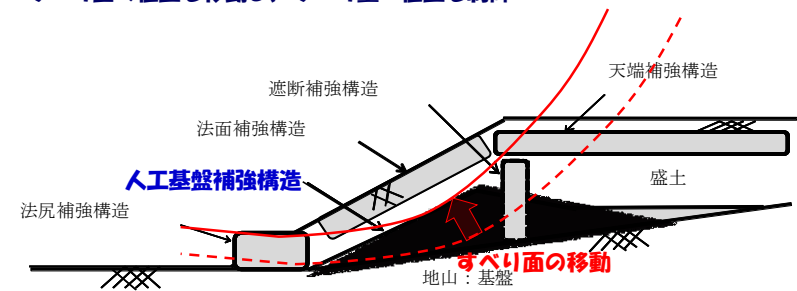 天端補強構造
遮断補強構造
法面補強構造
人工基盤補強構造
盛土
法尻補強構造
すべり面の移動
地山：基盤